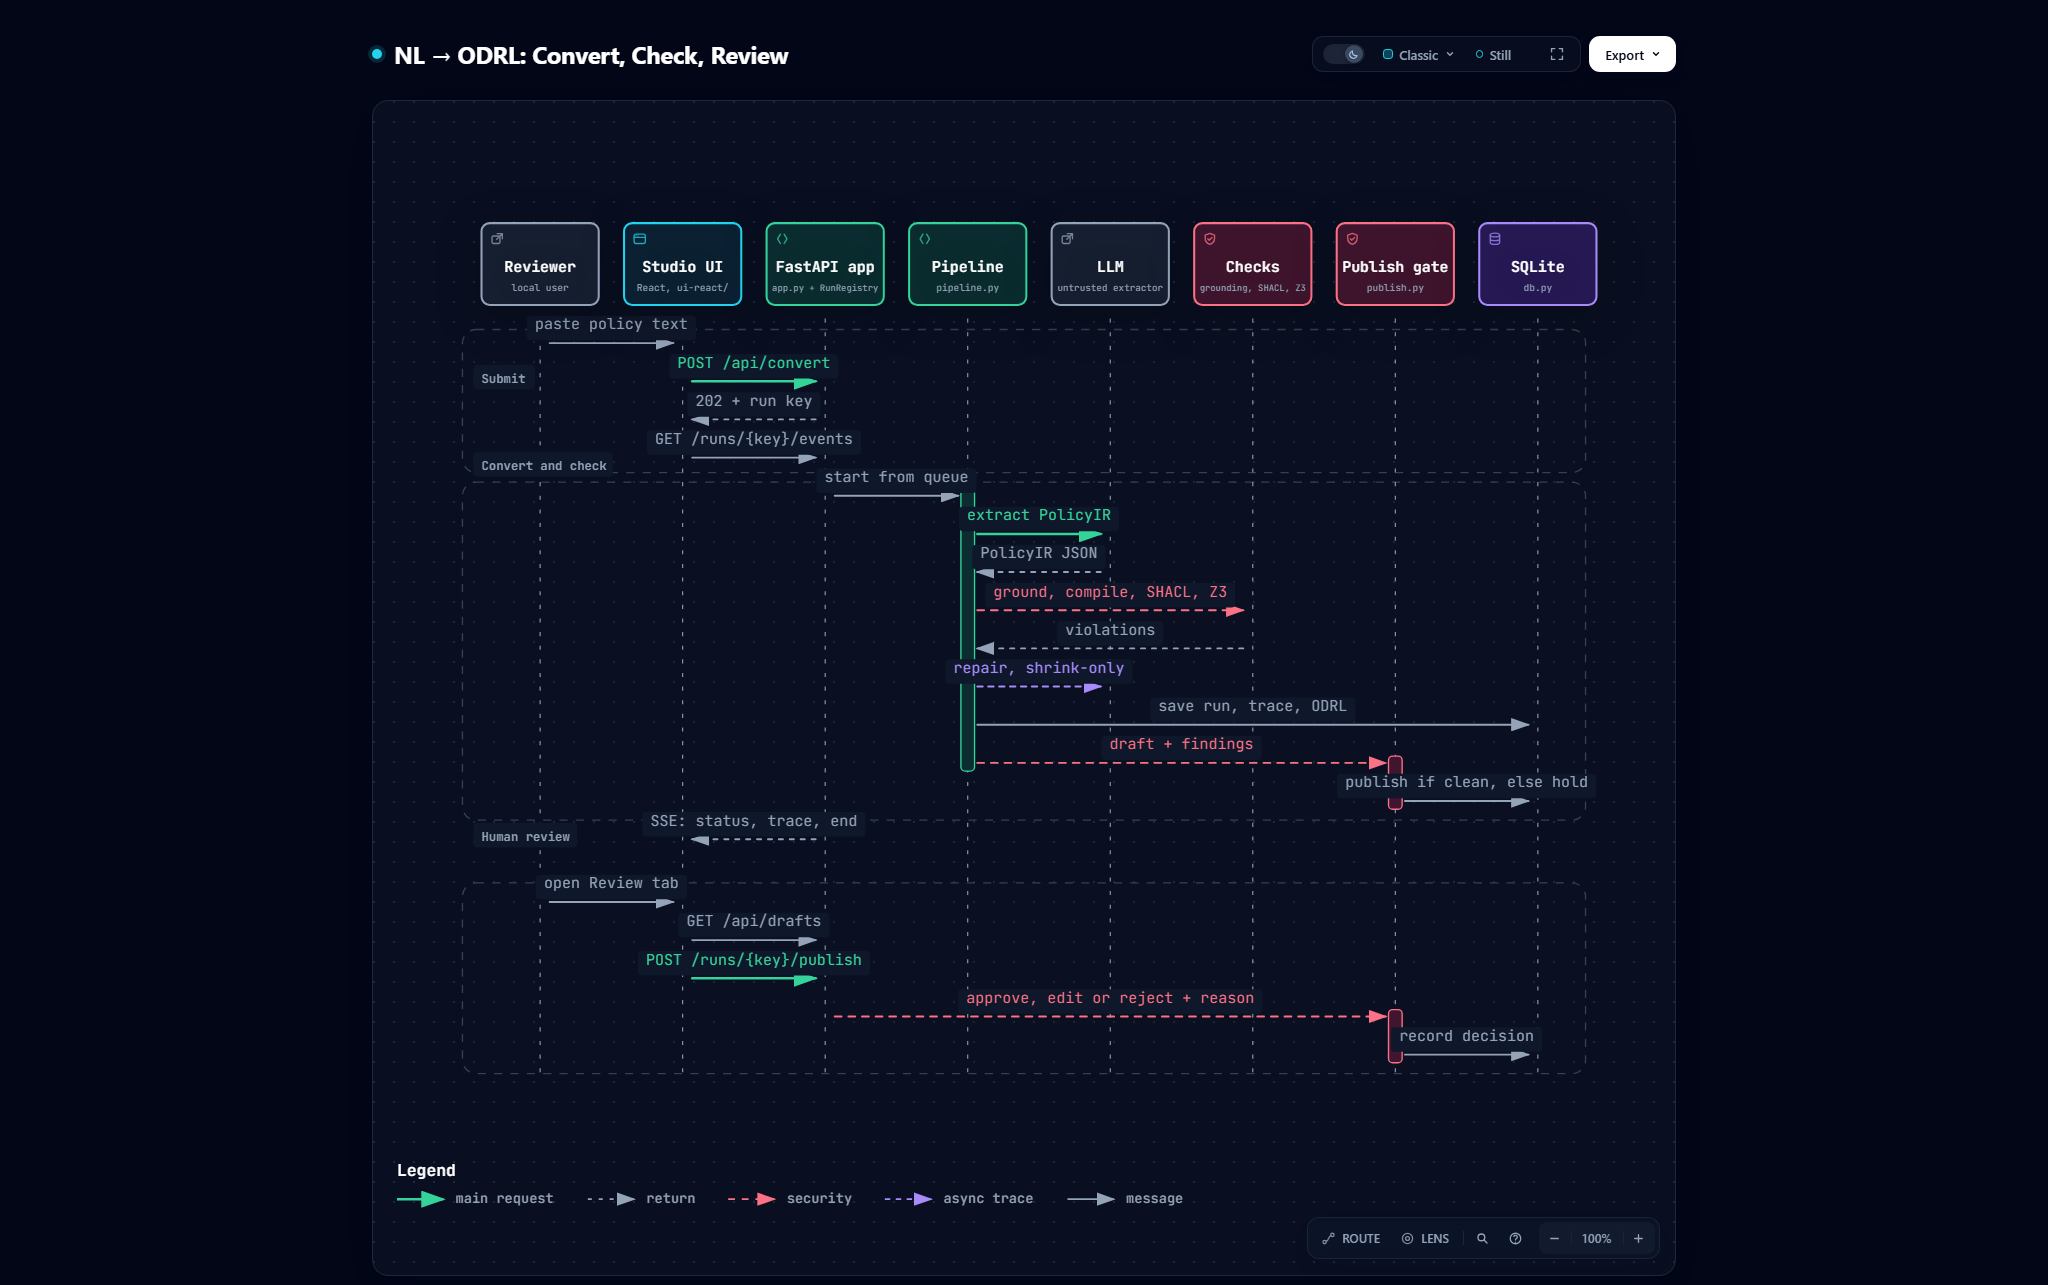 NL → ODRL: Convert, Check, Review
Classic
Still
Export
Reviewer
local user
Studio UI
React, ui-react/
FastAPI app
app.py + RunRegistry
Pipeline
pipeline.py
LLM
untrusted extractor
Checks
grounding, SHACL, Z3
Publish gate
publish.py
SQLite
db.py
paste policy text
POST /api/convert
Submit
202 + run key
GET /runs/{key}/events
Convert and check
start from queue
extract PolicyIR
PolicyIR JSON
ground, compile, SHACL, Z3
violations
repair, shrink-only
save run, trace, ODRL
draft + findings
publish if clean, else hold
SSE: status, trace, end
Human review
open Review tab
GET /api/drafts
POST /runs/{key}/publish
approve, edit or reject + reason
record decision
Legend
main request
return
security
async trace
message
ROUTE
LENS
100%